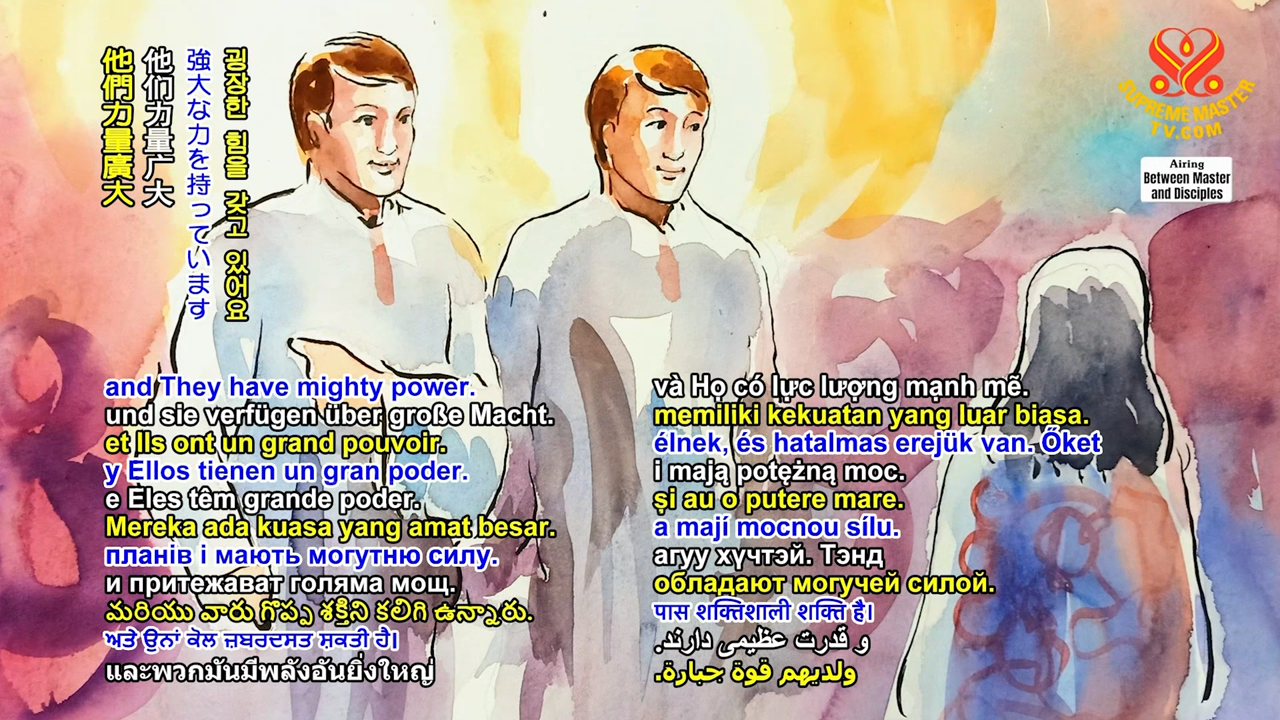 他們力量廣大
他们力量广大
強大な力を持っています
굉장한 힘을 갖고 있어요
SUPREME MASTER
TV.COM
Airing
Between Master
and Disciples
and They have mighty power.
und sie verfügen über große Macht.
et Ils ont un grand pouvoir.
y Ellos tienen un gran poder.
e Eles têm grande poder.
Mereka ada kuasa yang amat besar.
планів і мають могутню силу.
и притежават голяма мощ.
మరియు వారు గొప్ప శక్తిని కలిగి ఉన్నారు.
ਅਤੇ ਉਨਾਂ ਕੋਲ ਜ਼ਬਰਦਸਤ ਸ਼ਕਤੀ ਹੈ।
และพวกมันมีพลังอันยิ่งใหญ่
và Họ có lực lượng mạnh mẽ.
memiliki kekuatan yang luar biasa.
élnek, és hatalmas erejük van. Őket
i mają potężną moc.
și au o putere mare.
a mají mocnou sílu.
агуу хүчтэй. Тэнд
обладают могучей силой.
पास शक्तिशाली शक्ति है।
و قدرت عظیمی دارند.
ولديهم قوة جبارة.